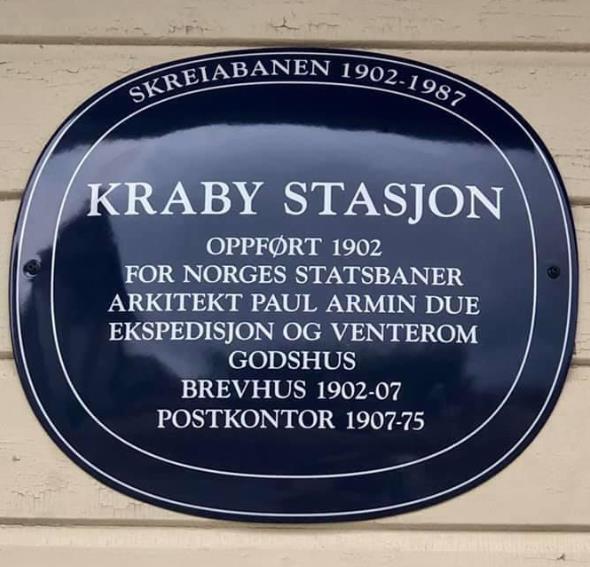 SKREIABANEN 1902-1987
KRABY STASJON
OPPFØRT 1902
FOR NORGES STATSBANER
ARKITEKT PAUL ARMIN DUE
EKSPEDISJON OG VENTEROM
GODSHUS
BREVHUS 1902-07
POSTKONTOR 1907-75